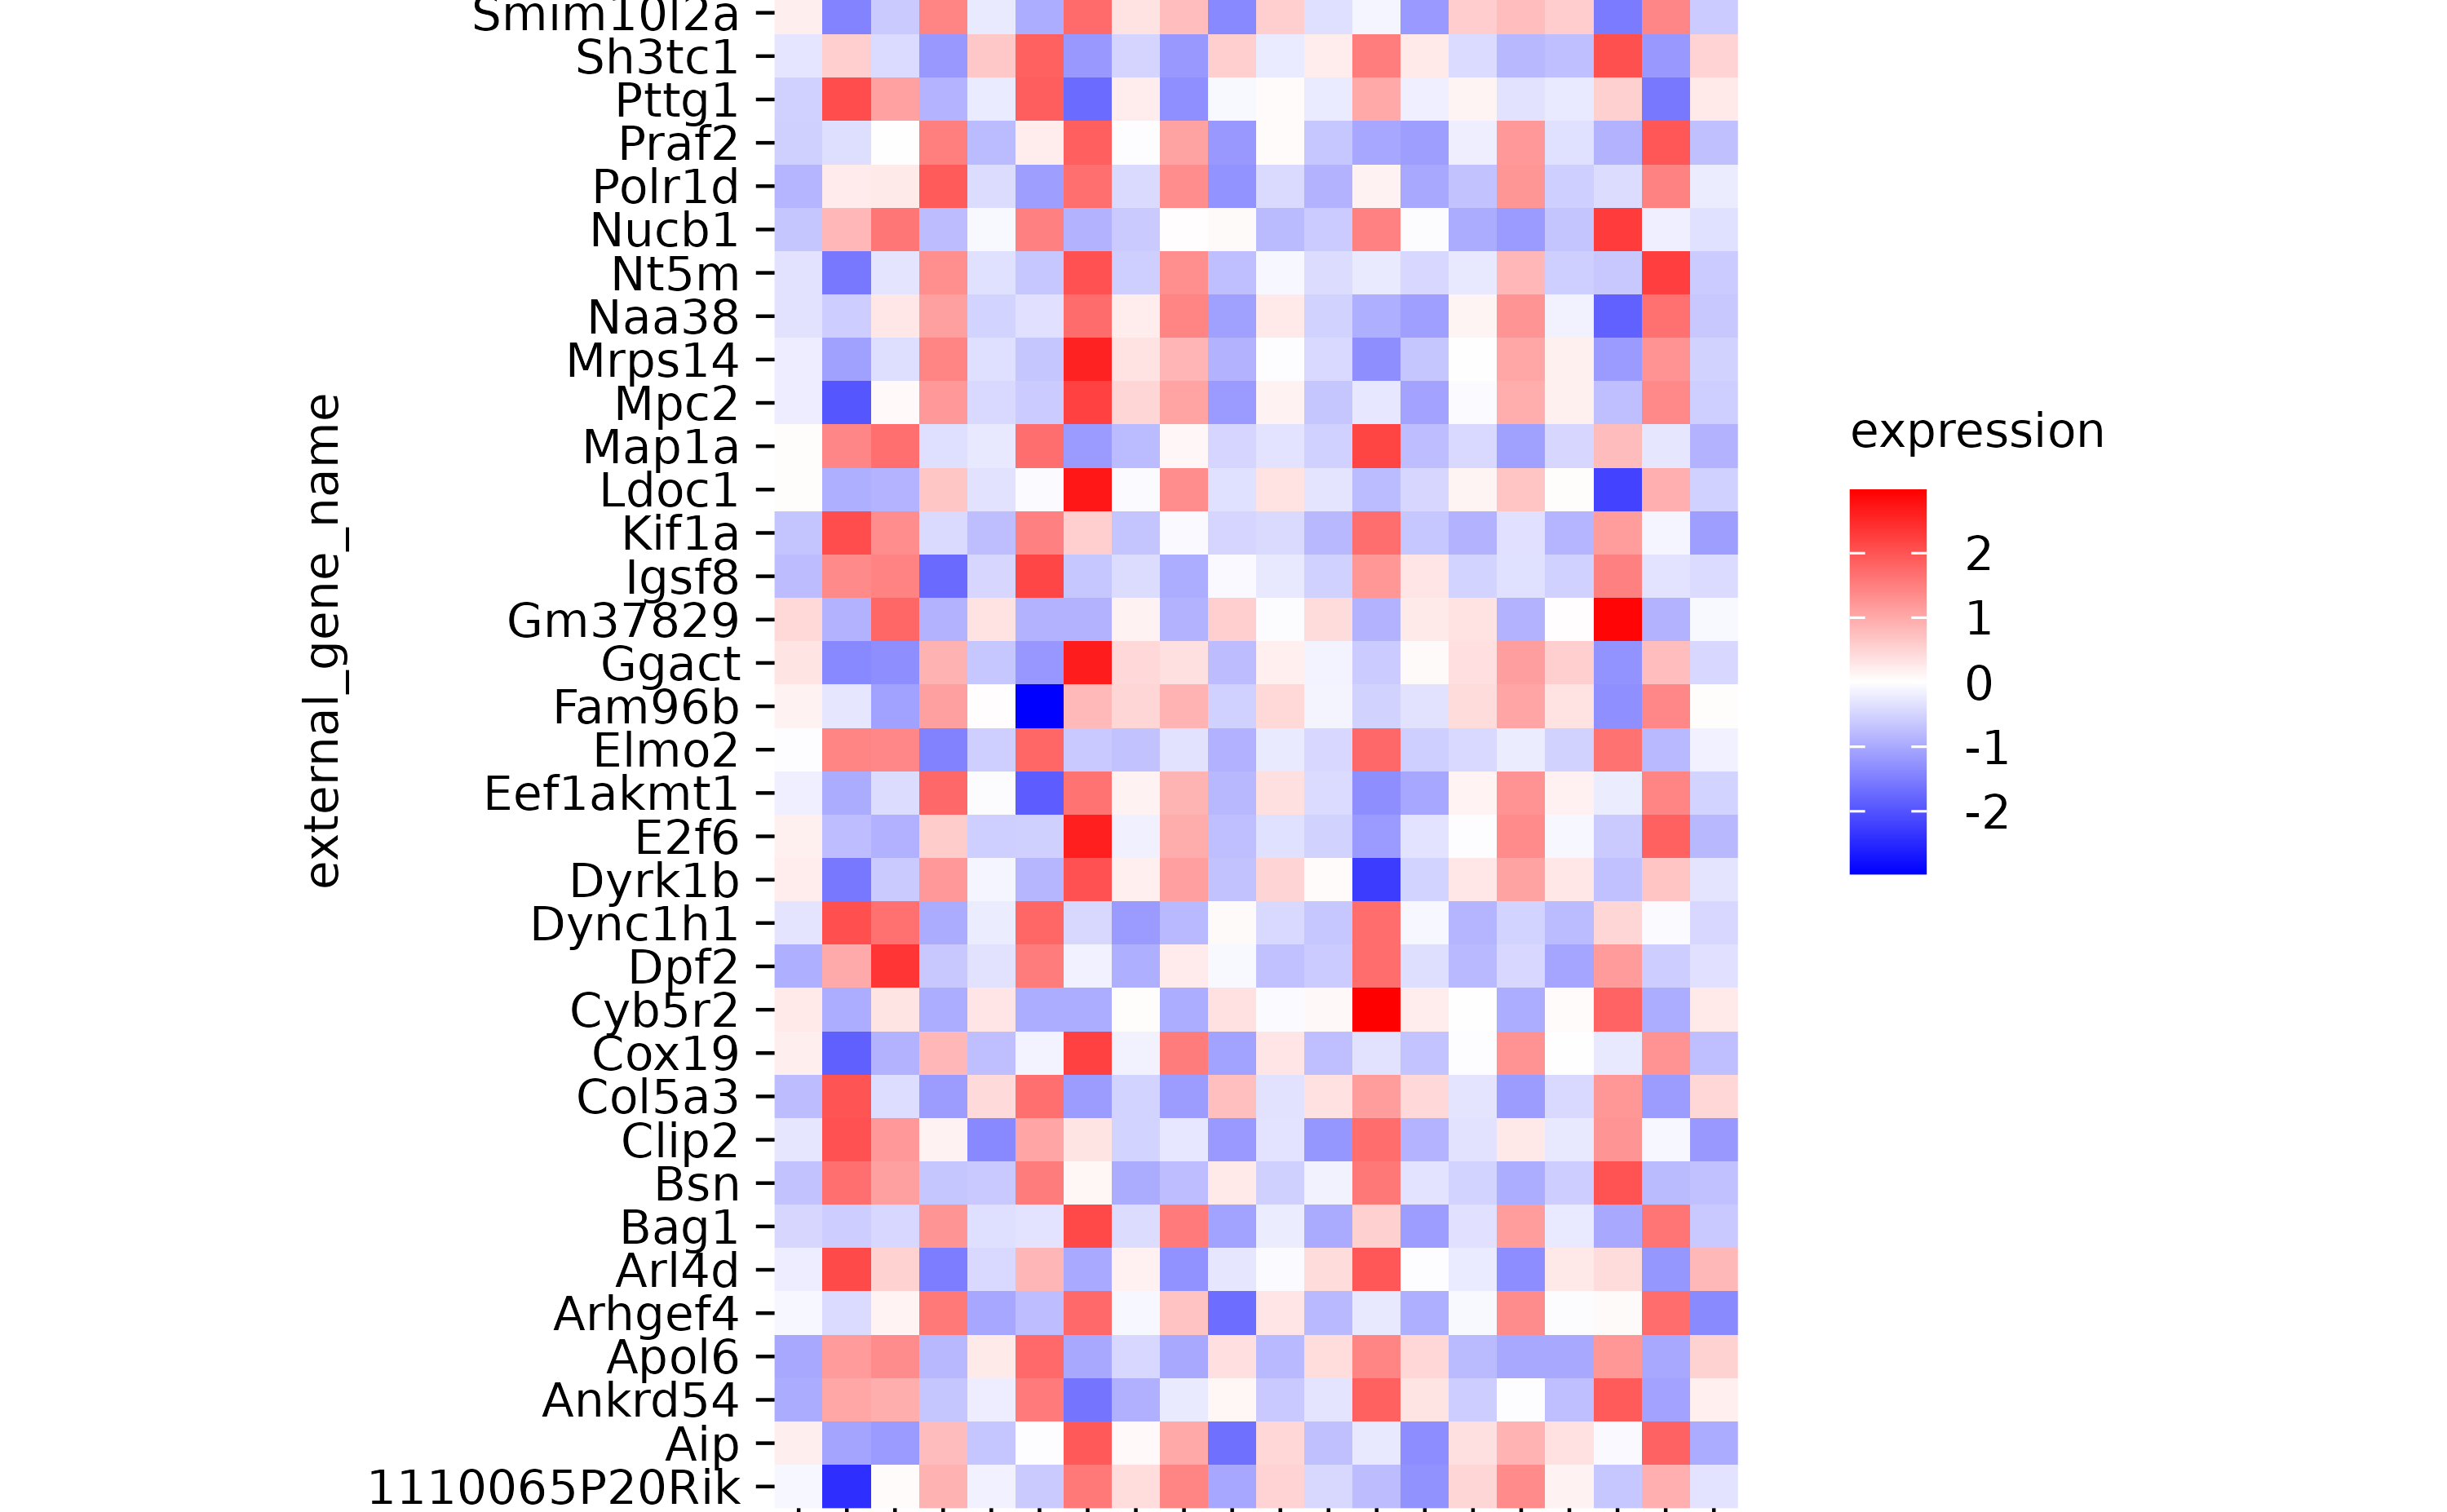 Smim10l2a
Sh3tc1
Pttg1
Praf2
Polr1d
Nucb1
Nt5m
Naa38
Mrps14
Mpc2
Map1a
Ldoc1
Kif1a
Igsf8
Gm37829
Ggact
Fam96b
Elmo2
Eef1akmt1
E2f6
Dyrk1b
Dync1h1
Dpf2
Cyb5r2
Cox19
Col5a3
Clip2
Bsn
Bag1
Arl4d
Arhgef4
Apol6
Ankrd54
Aip
1110065P20Rik
external_gene_name
expression
2
1
0
-1
-2